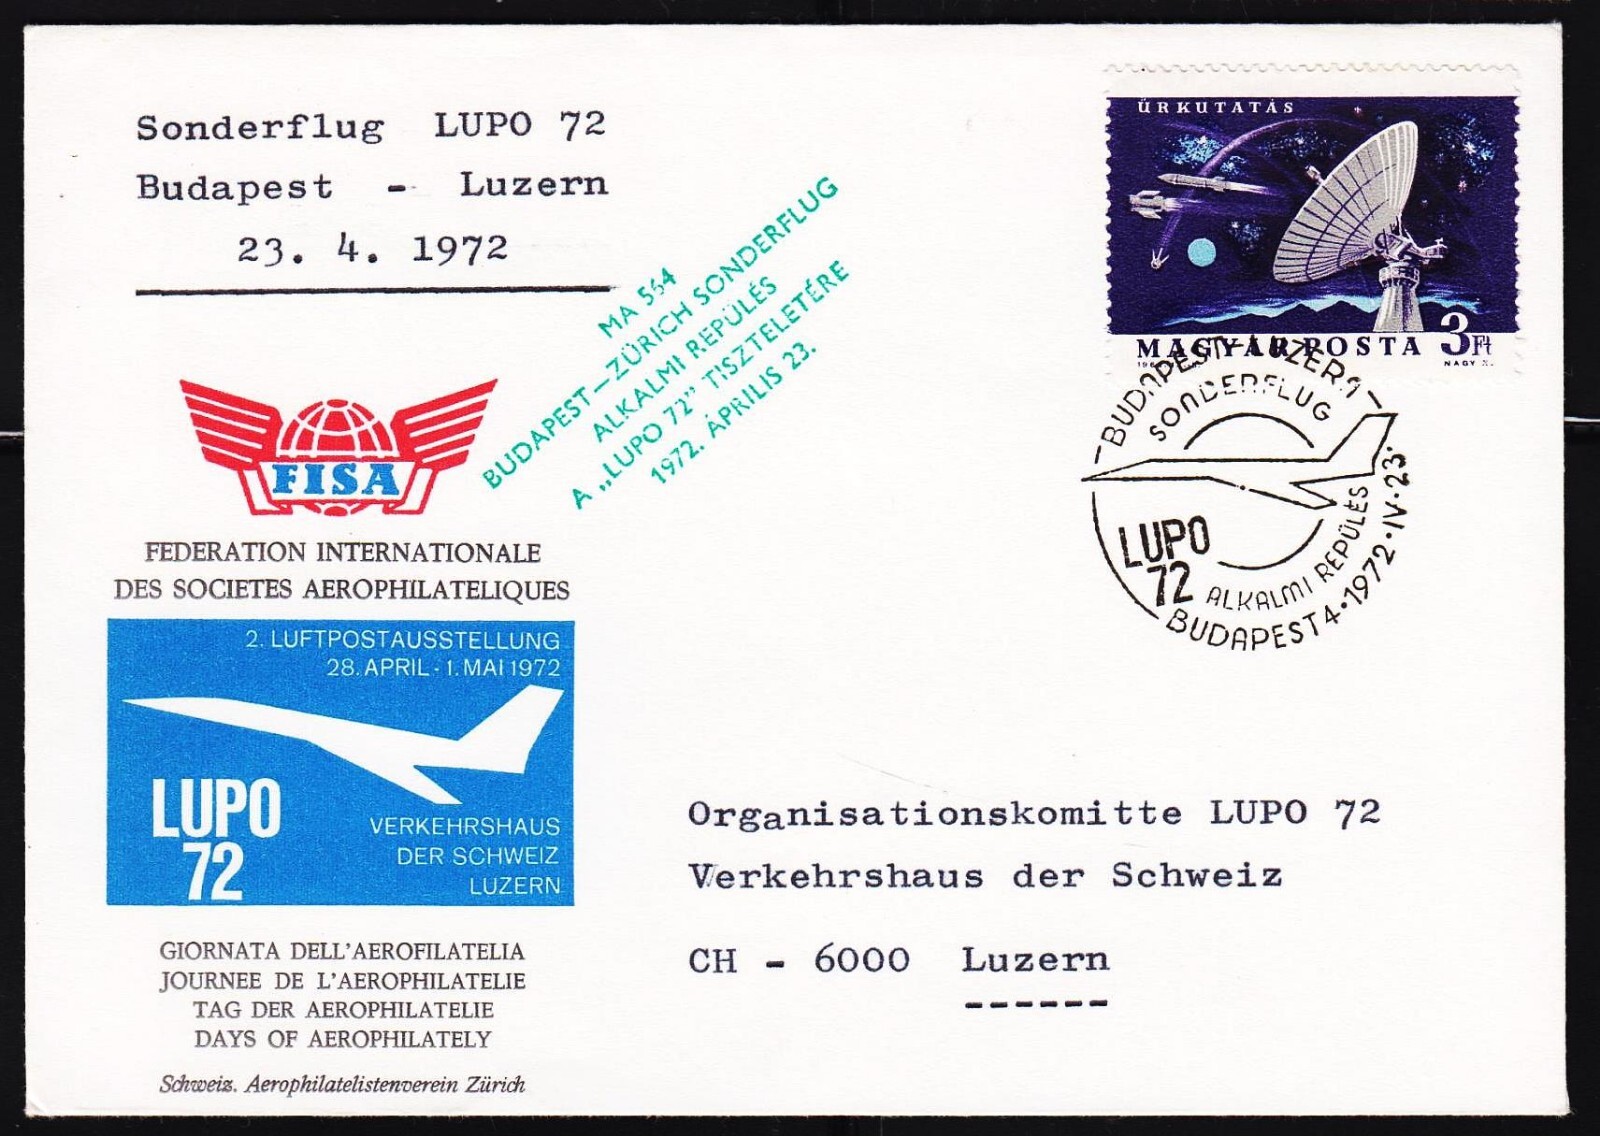 Sonderflug LUPO 72
Budapest - Luzern
23. 4. 1972
MA 564
BUDAPEST—ZÜRICH SONDERFLUG
ALKALMI REPÜLÉS
A „LUPO 72” TISZTELETÉRE
1972. ÁPRILIS 23.
ŰRKUTATÁS
MAGYAR POSTA 3Ft
NAGY Z.
BUDAPEST-LUZERN
SONDERFLUG
LUPO
72
ALKALMI REPÜLÉS
BUDAPEST 4·1972·IV·23·
FISA
FEDERATION INTERNATIONALE
DES SOCIETES AEROPHILATELIQUES
2. LUFTPOSTAUSSTELLUNG
28. APRIL - 1. MAI 1972
LUPO
72
VERKEHRSHAUS
DER SCHWEIZ
LUZERN
GIORNATA DELL'AEROFILATELIA
JOURNEE DE L'AEROPHILATELIE
TAG DER AEROPHILATELIE
DAYS OF AEROPHILATELY
Schweiz. Aerophilatelistenverein Zürich
Organisationskomitte LUPO 72
Verkehrshaus der Schweiz
CH - 6000 Luzern